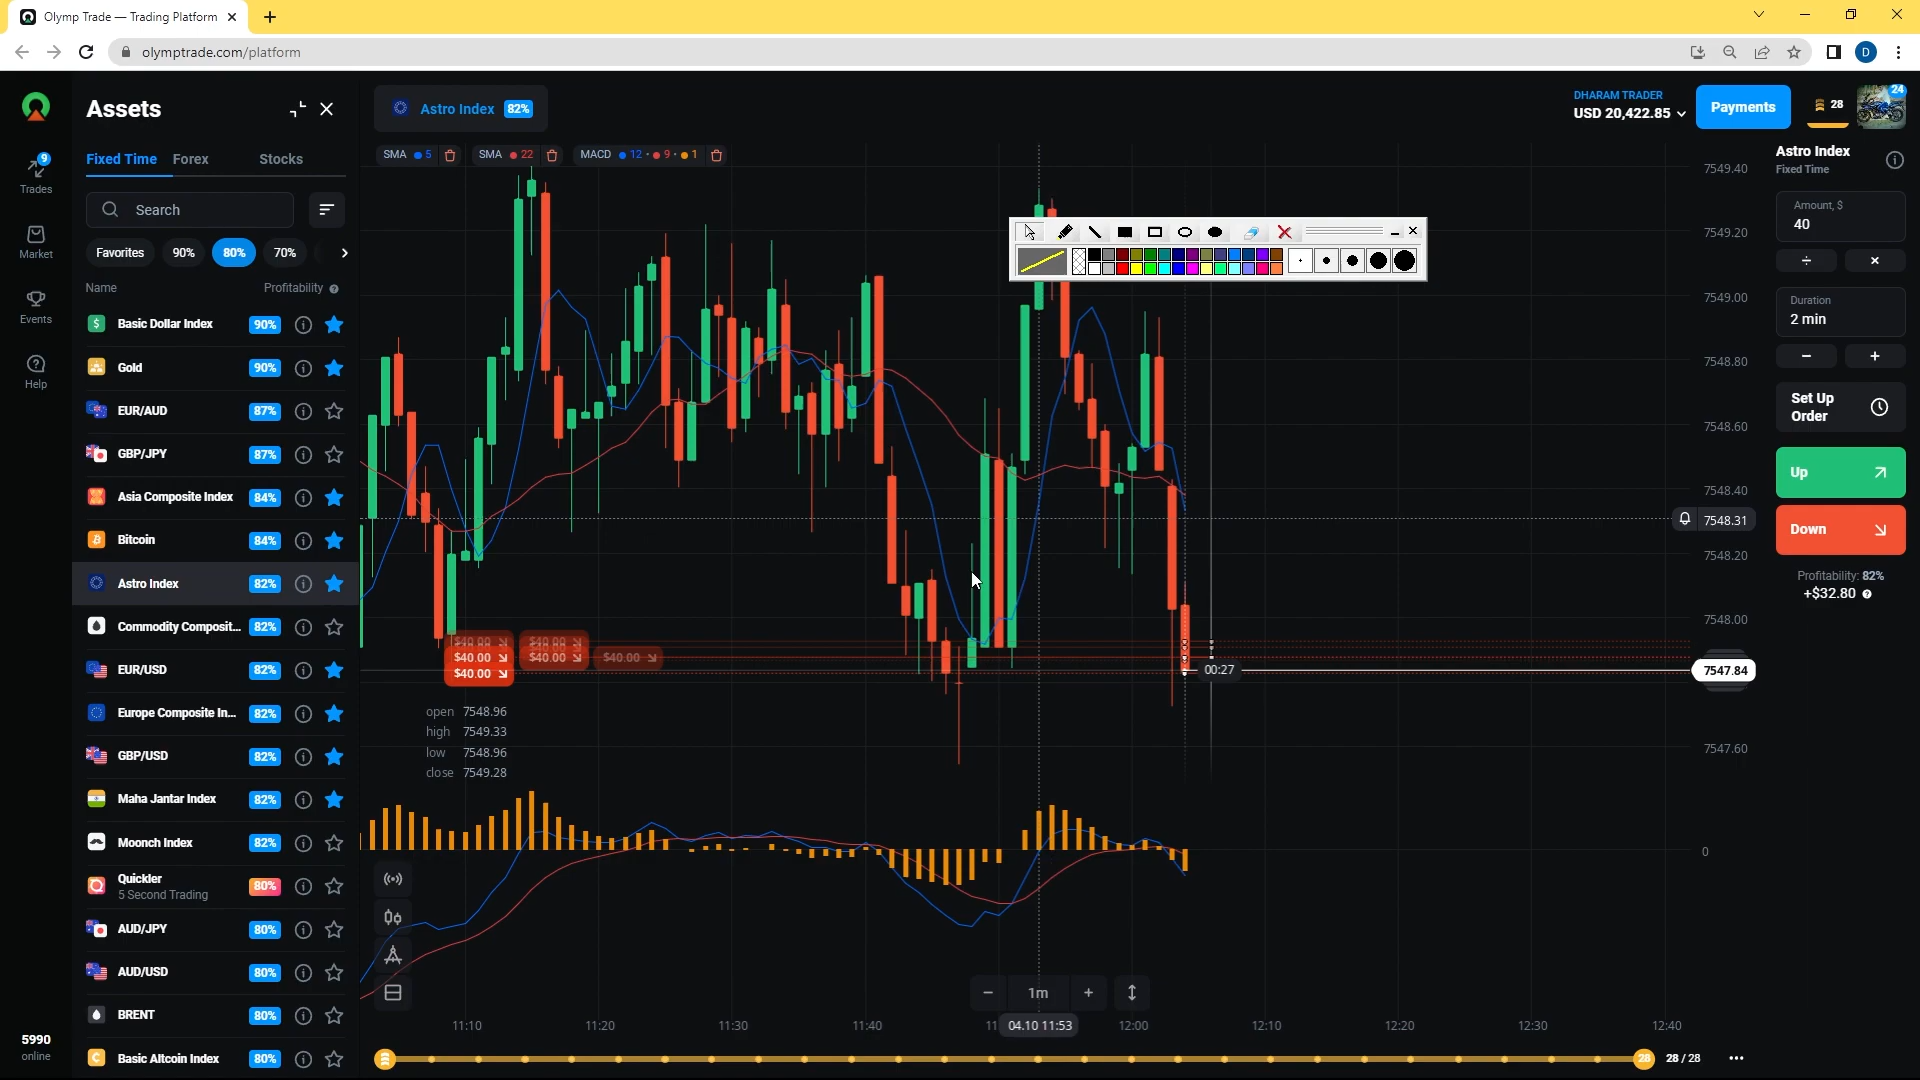 Olymp Trade — Trading Platform
olymptrade.com/platform
D
Assets
Fixed Time
Forex
Stocks
Search
Favorites
90%
80%
70%
Name
Profitability
Basic Dollar Index 90%
Gold 90%
EUR/AUD 87%
GBP/JPY 87%
Asia Composite Index 84%
Bitcoin 84%
Astro Index 82%
Commodity Composit... 82%
EUR/USD 82%
Europe Composite In... 82%
GBP/USD 82%
Maha Jantar Index 82%
Moonch Index 82%
Quickler 80%
5 Second Trading
AUD/JPY 80%
AUD/USD 80%
BRENT 80%
Basic Altcoin Index 80%
9
Trades
Market
Events
Help
5990
online
Astro Index 82%
SMA 5
SMA 22
MACD 12 • 9 • 1
DHARAM TRADER
USD 20,422.85
Payments
28
24
7549.40
7549.20
7549.00
7548.80
7548.60
7548.40
7548.31
7548.20
7548.00
7547.84
7547.60
0
$40.00
$40.00
$40.00
$40.00
$40.00
$40.00
00:27
open 7548.96
high 7549.33
low 7548.96
close 7549.28
1m
11:10
11:20
11:30
11:40
11
04.10 11:53
12:00
12:10
12:20
12:30
12:40
28
28 / 28
Astro Index
Fixed Time
Amount, $
40
÷
×
Duration
2 min
−
+
Set Up
Order
Up
Down
Profitability: 82%
+$32.80